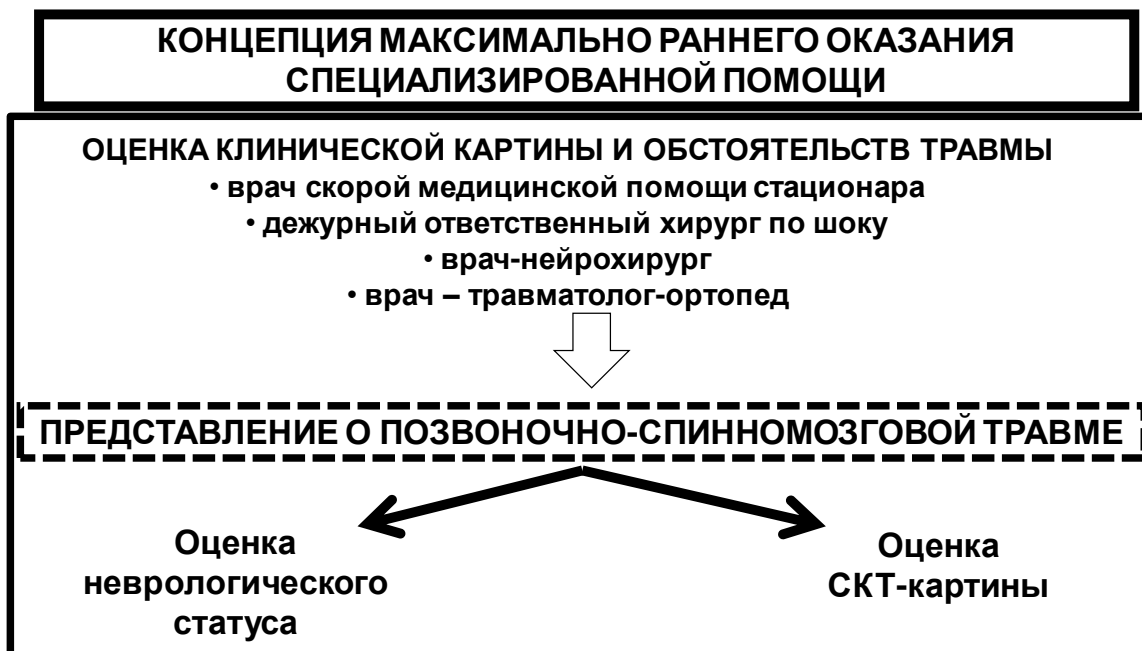 КОНЦЕПЦИЯ МАКСИМАЛЬНО РАННЕГО ОКАЗАНИЯ
СПЕЦИАЛИЗИРОВАННОЙ ПОМОЩИ
ОЦЕНКА КЛИНИЧЕСКОЙ КАРТИНЫ И ОБСТОЯТЕЛЬСТВ ТРАВМЫ
• врач скорой медицинской помощи стационара
• дежурный ответственный хирург по шоку
• врач-нейрохирург
• врач – травматолог-ортопед
ПРЕДСТАВЛЕНИЕ О ПОЗВОНОЧНО-СПИННОМОЗГОВОЙ ТРАВМЕ
Оценка
неврологического
статуса
Оценка
СКТ-картины